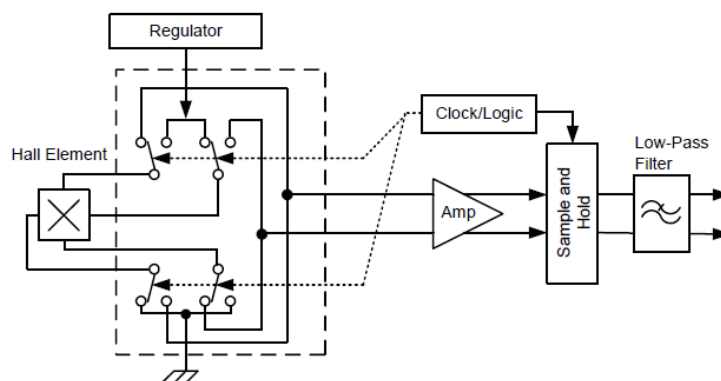 Regulator
Clock/Logic
Hall Element
Low-Pass
Filter
Amp
Sample and
Hold